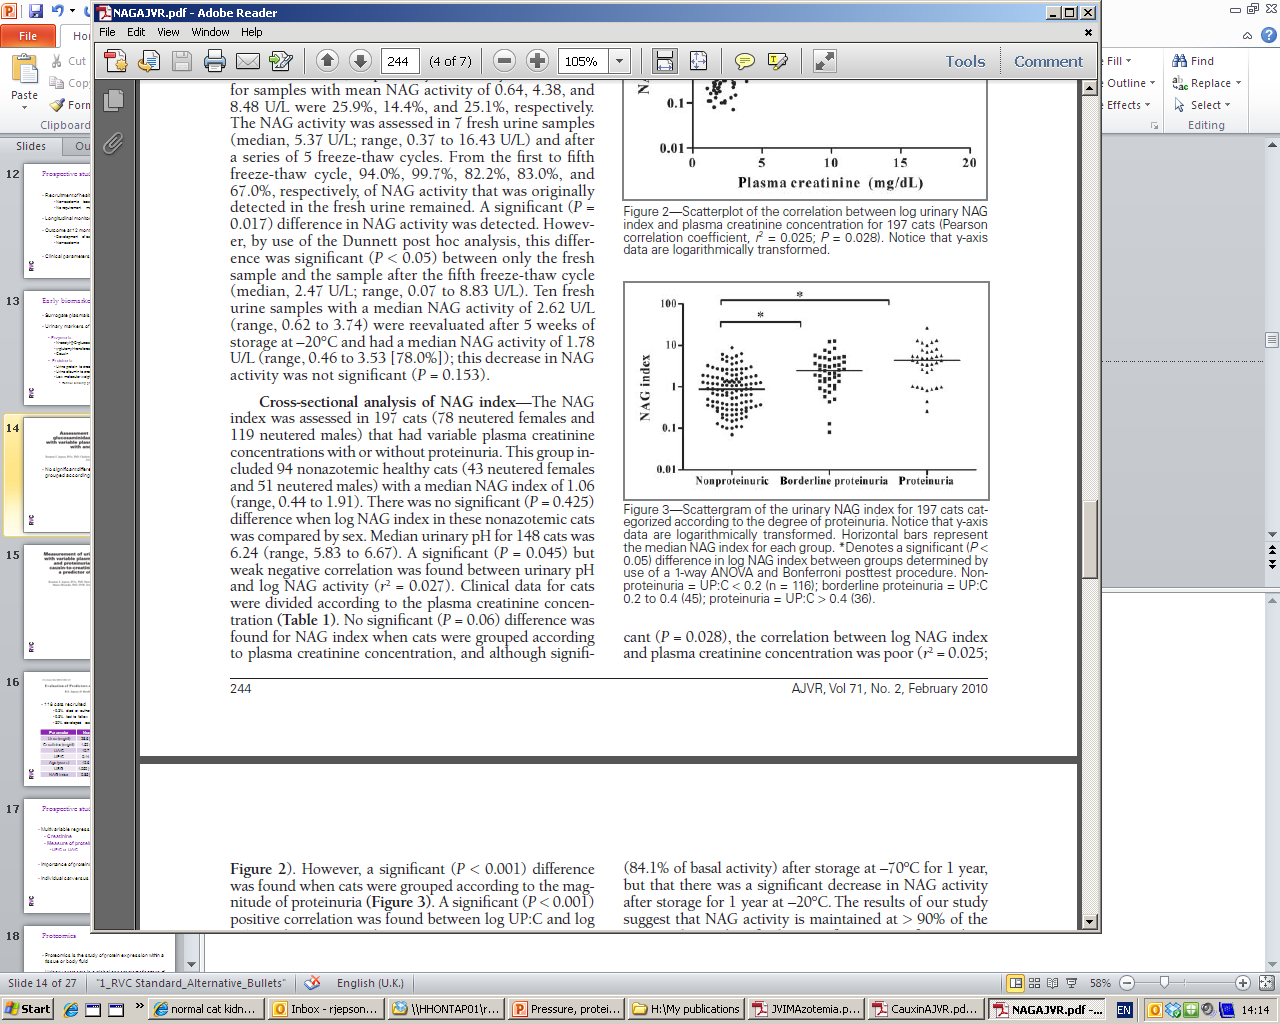 NAGAJVR.pdf - Adobe Reader
File Edit View Window Help
244 (4 of 7) 105% Tools Comment
File
Cut
Paste
Clipboard
Slides
Find
Replace
Select
Editing
Fill
Outline
Effects
for samples with mean NAG activity of 0.64, 4.38, and
8.48 U/L were 25.9%, 14.4%, and 25.1%, respectively.
The NAG activity was assessed in 7 fresh urine samples
(median, 5.37 U/L; range, 0.37 to 16.43 U/L) and after
a series of 5 freeze-thaw cycles. From the first to fifth
freeze-thaw cycle, 94.0%, 99.7%, 82.2%, 83.0%, and
67.0%, respectively, of NAG activity that was originally
detected in the fresh urine remained. A significant (P =
0.017) difference in NAG activity was detected. Howev-
er, by use of the Dunnett post hoc analysis, this differ-
ence was significant (P < 0.05) between only the fresh
sample and the sample after the fifth freeze-thaw cycle
(median, 2.47 U/L; range, 0.07 to 8.83 U/L). Ten fresh
urine samples with a median NAG activity of 2.62 U/L
(range, 0.62 to 3.74) were reevaluated after 5 weeks of
storage at –20°C and had a median NAG activity of 1.78
U/L (range, 0.46 to 3.53 [78.0%]); this decrease in NAG
activity was not significant (P = 0.153).
Cross-sectional analysis of NAG index—The NAG
index was assessed in 197 cats (78 neutered females and
119 neutered males) that had variable plasma creatinine
concentrations with or without proteinuria. This group in-
cluded 94 nonazotemic healthy cats (43 neutered females
and 51 neutered males) with a median NAG index of 1.06
(range, 0.44 to 1.91). There was no significant (P = 0.425)
difference when log NAG index in these nonazotemic cats
was compared by sex. Median urinary pH for 148 cats was
6.24 (range, 5.83 to 6.67). A significant (P = 0.045) but
weak negative correlation was found between urinary pH
and log NAG activity (r² = 0.027). Clinical data for cats
were divided according to the plasma creatinine concen-
tration (Table 1). No significant (P = 0.06) difference was
found for NAG index when cats were grouped according
to plasma creatinine concentration, and although signifi-
0.1
0.01
0 5 10 15 20
Plasma creatinine (mg/dL)
Figure 2—Scatterplot of the correlation between log urinary NAG
index and plasma creatinine concentration for 197 cats (Pearson
correlation coefficient, r² = 0.025; P = 0.028). Notice that y-axis
data are logarithmically transformed.
100
10
1
0.1
0.01
NAG index
*
*
Nonproteinuric Borderline proteinuria Proteinuria
Figure 3—Scattergram of the urinary NAG index for 197 cats cat-
egorized according to the degree of proteinuria. Notice that y-axis
data are logarithmically transformed. Horizontal bars represent
the median NAG index for each group. *Denotes a significant (P <
0.05) difference in log NAG index between groups determined by
use of a 1-way ANOVA and Bonferroni posttest procedure. Non-
proteinuria = UP:C < 0.2 (n = 116); borderline proteinuria = UP:C
0.2 to 0.4 (45); proteinuria = UP:C > 0.4 (36).
cant (P = 0.028), the correlation between log NAG index
and plasma creatinine concentration was poor (r² = 0.025;
244 AJVR, Vol 71, No. 2, February 2010
Figure 2). However, a significant (P < 0.001) difference
was found when cats were grouped according to the mag-
nitude of proteinuria (Figure 3). A significant (P < 0.001)
positive correlation was found between log UP:C and log
(84.1% of basal activity) after storage at –70°C for 1 year,
but that there was a significant decrease in NAG activity
after storage for 1 year at –20°C. The results of our study
suggest that NAG activity is maintained at > 90% of the
12
13
14
15
16
17
18
Proteomics
Slide 14 of 27 "1_RVC Standard_Alternative_Bullets" English (U.K.) 58%
Start normal cat kidn... Inbox - rjepson... \\HHONTAP01\r... Pressure, protei... H:\My publications JVIMAzotemia.p... CauxinAJVR.pd... NAGAJVR.pdf -... EN 14:14